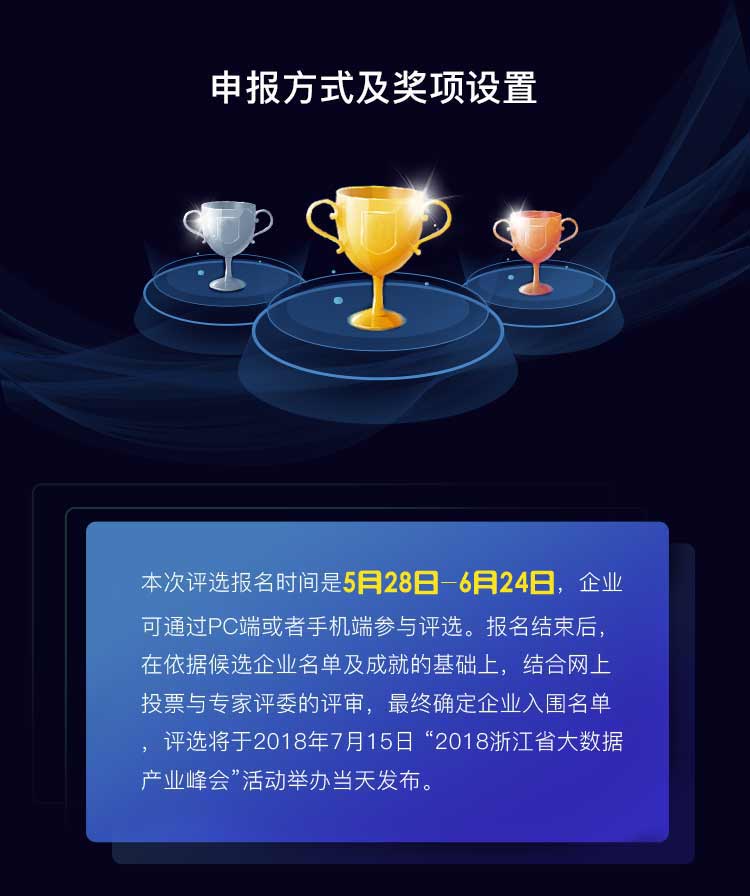 申报方式及奖项设置
本次评选报名时间是5月28日—6月24日，企业
可通过PC端或者手机端参与评选。报名结束后，
在依据候选企业名单及成就的基础上，结合网上
投票与专家评委的评审，最终确定企业入围名单
，评选将于2018年7月15日 “2018浙江省大数据
产业峰会”活动举办当天发布。